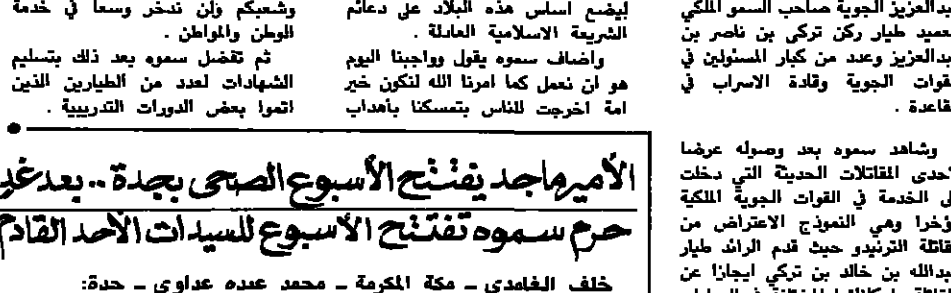 بدالعزيز الجوية صاحب السمو الملكي
عميد طيار ركن تركي بن ناصر بن
بدالعزيز وعدد من كبار المسئولين في
قوات الجوية وقادة الاسراب في
قاعدة .
وشاهد سموه بعد وصوله عرضا
احدى المقاتلات الحديثة التي دخلت
الخدمة في القوات الجوية الملكية
ؤخرا وهي النموذج الاعتراض من
قاتلة الترنيدو حيث قدم الرائد طيار
بدالله بن خالد بن تركي ايجازا عن
ليضع اساس هذه البلاد على دعائم
الشريعة الاسلامية العادلة .
واضاف سموه يقول وواجبنا اليوم
هو ان نعمل كما امرنا الله لنكون خير
امة اخرجت للناس بتمسكنا بأهداب
وشعبكم ولن ندخر وسعا في خدمة
الوطن والمواطن .
ثم تفضل سموه بعد ذلك بتسليم
الشهادات لعدد من الطيارين الذين
اتموا بعض الدورات التدريبية .
الأمير ماجد يفتتح الأسبوع الصحي بجدة .. بعد غد
حرم سموه تفتتح الأسبوع للسيدات الأحد القادم
خلف الغامدي - مكة المكرمة - محمد عبده عداوي - جدة: